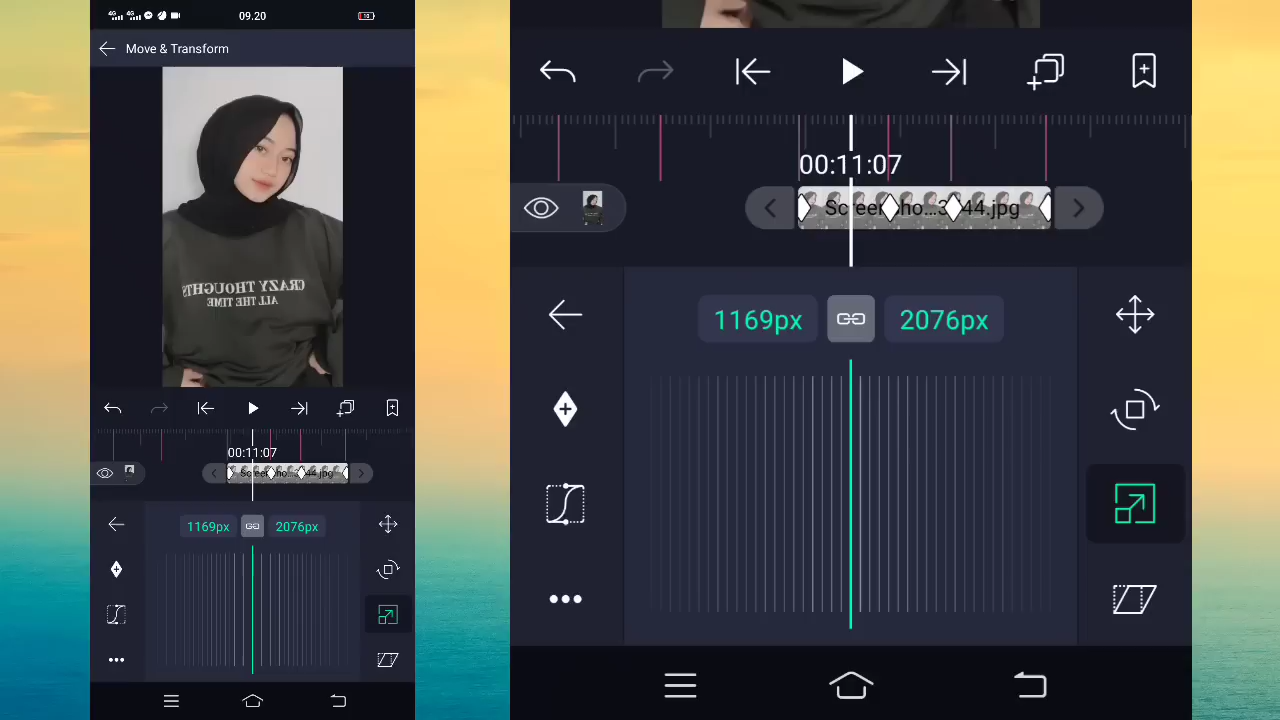 09.20
10
Move & Transform
CRAZY THOUGHTS
ALL THE TIME
00:11:07
1169px
2076px
00:11:07
1169px
2076px